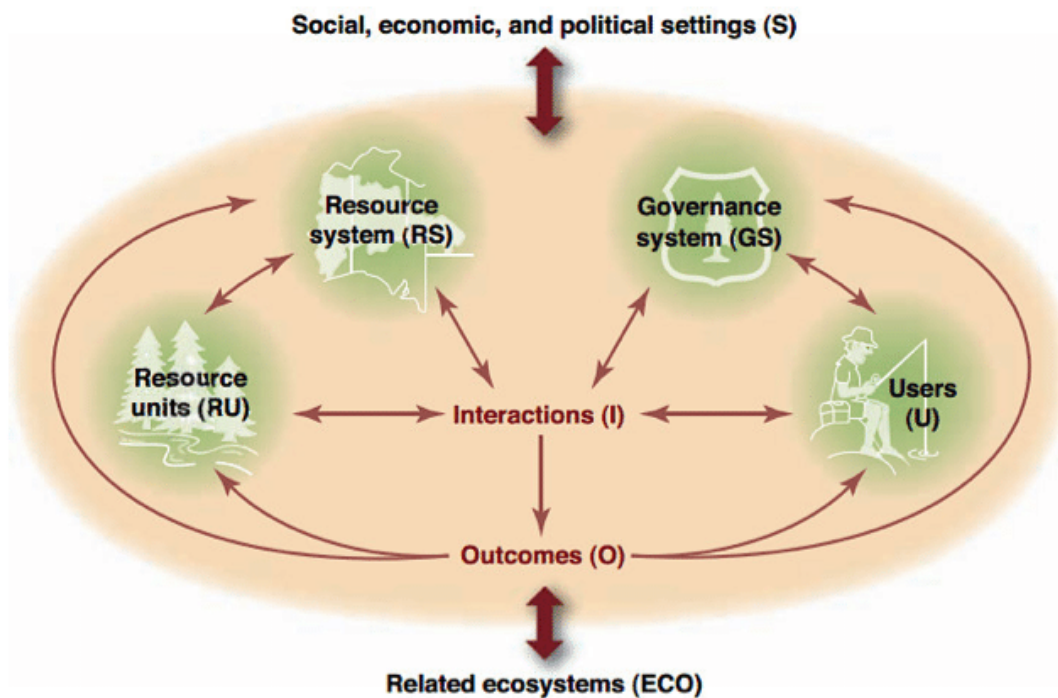 Social, economic, and political settings (S)
Resource
system (RS)
Governance
system (GS)
Resource
units (RU)
Interactions (I)
Users
(U)
Outcomes (O)
Related ecosystems (ECO)